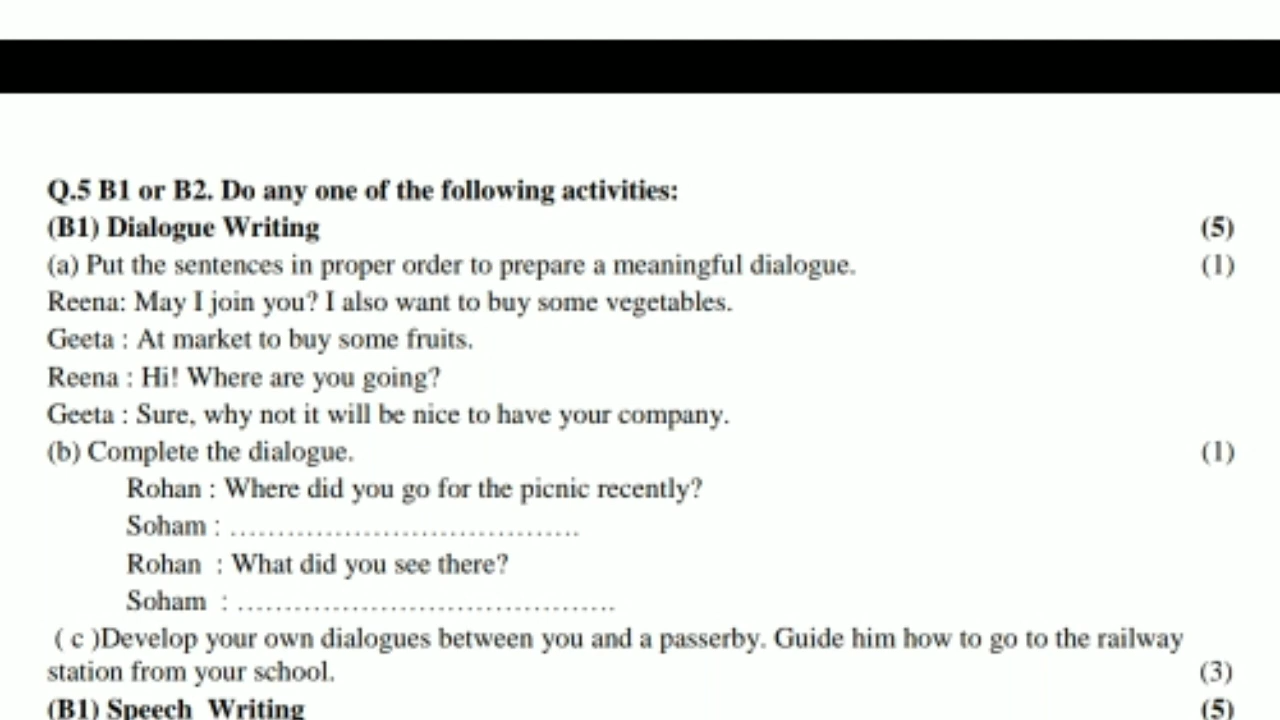 Q.5 B1 or B2. Do any one of the following activities:
(B1) Dialogue Writing (5)
(a) Put the sentences in proper order to prepare a meaningful dialogue. (1)
Reena: May I join you? I also want to buy some vegetables.
Geeta : At market to buy some fruits.
Reena : Hi! Where are you going?
Geeta : Sure, why not it will be nice to have your company.
(b) Complete the dialogue. (1)
Rohan : Where did you go for the picnic recently?
Soham : .......................................
Rohan : What did you see there?
Soham : ..........................................
( c )Develop your own dialogues between you and a passerby. Guide him how to go to the railway
station from your school. (3)
(B1) Speech Writing (5)